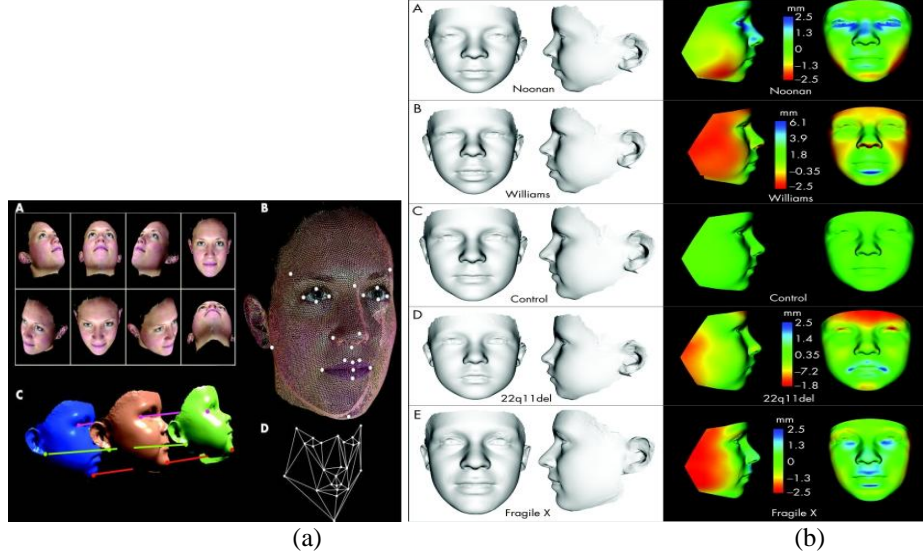 A
Noonan
mm
2.5
1.3
0
−1.3
−2.5
Noonan
B
Williams
mm
6.1
3.9
1.8
−0.35
−2.5
Williams
C
Control
Control
D
22q11del
mm
2.5
1.4
0.35
−7.2
−1.8
22q11del
E
Fragile X
mm
2.5
1.3
0
−1.3
−2.5
Fragile X
A
B
C
D
(a)
(b)